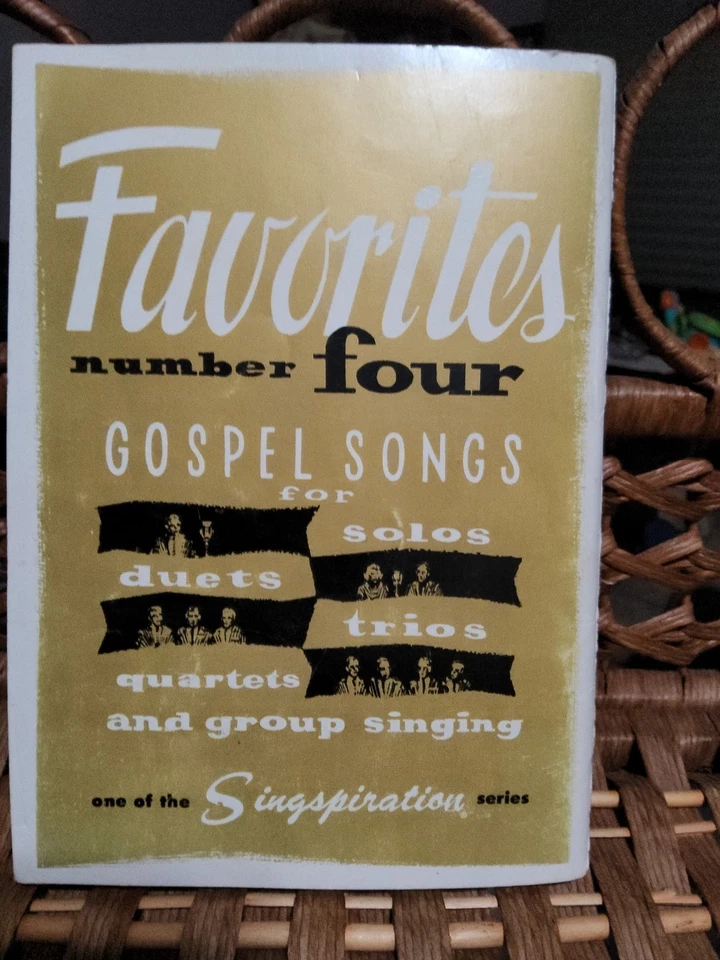 Favorites
number four
GOSPEL SONGS
for
solos
duets
trios
quartets
and group singing
one of the Singspiration series